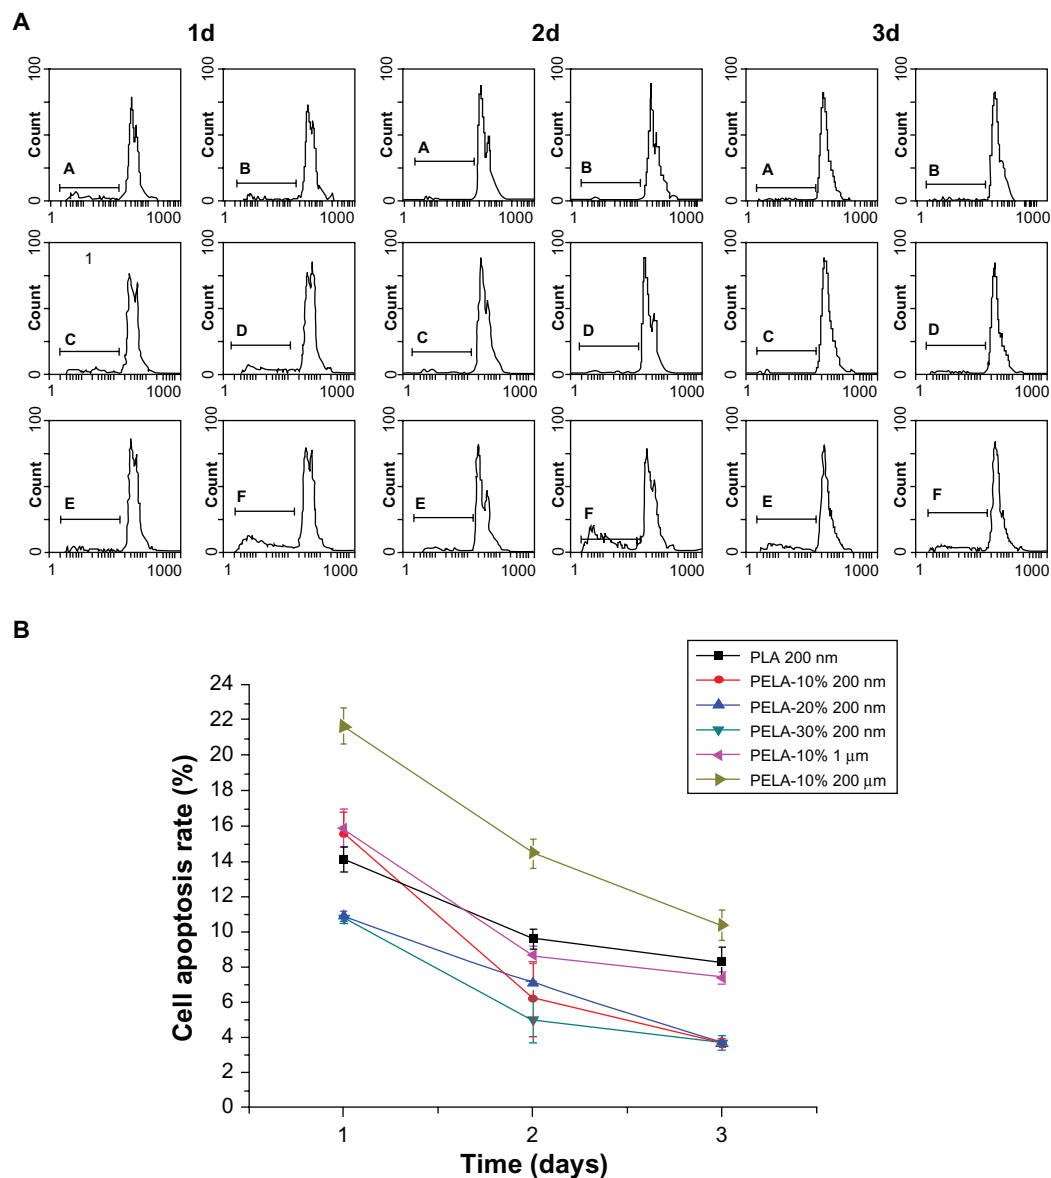 A
1d 2d 3d
100 100 100 100 100 100
Count Count Count Count Count Count
A B A B A B
0 0 0 0 0 0
1 1000 1 1000 1 1000 1 1000 1 1000 1 1000
100 100 100 100 100 100
1
Count Count Count Count Count Count
C D C D C D
0 0 0 0 0 0
1 1000 1 1000 1 1000 1 1000 1 1000 1 1000
100 100 100 100 100 100
Count Count Count Count Count Count
E F E F E F
0 0 0 0 0 0
1 1000 1 1000 1 1000 1 1000 1 1000 1 1000
B
PLA 200 nm
PELA-10% 200 nm
PELA-20% 200 nm
PELA-30% 200 nm
PELA-10% 1 μm
PELA-10% 200 μm
Cell apoptosis rate (%)
24
22
20
18
16
14
12
10
8
6
4
2
0
1 2 3
Time (days)